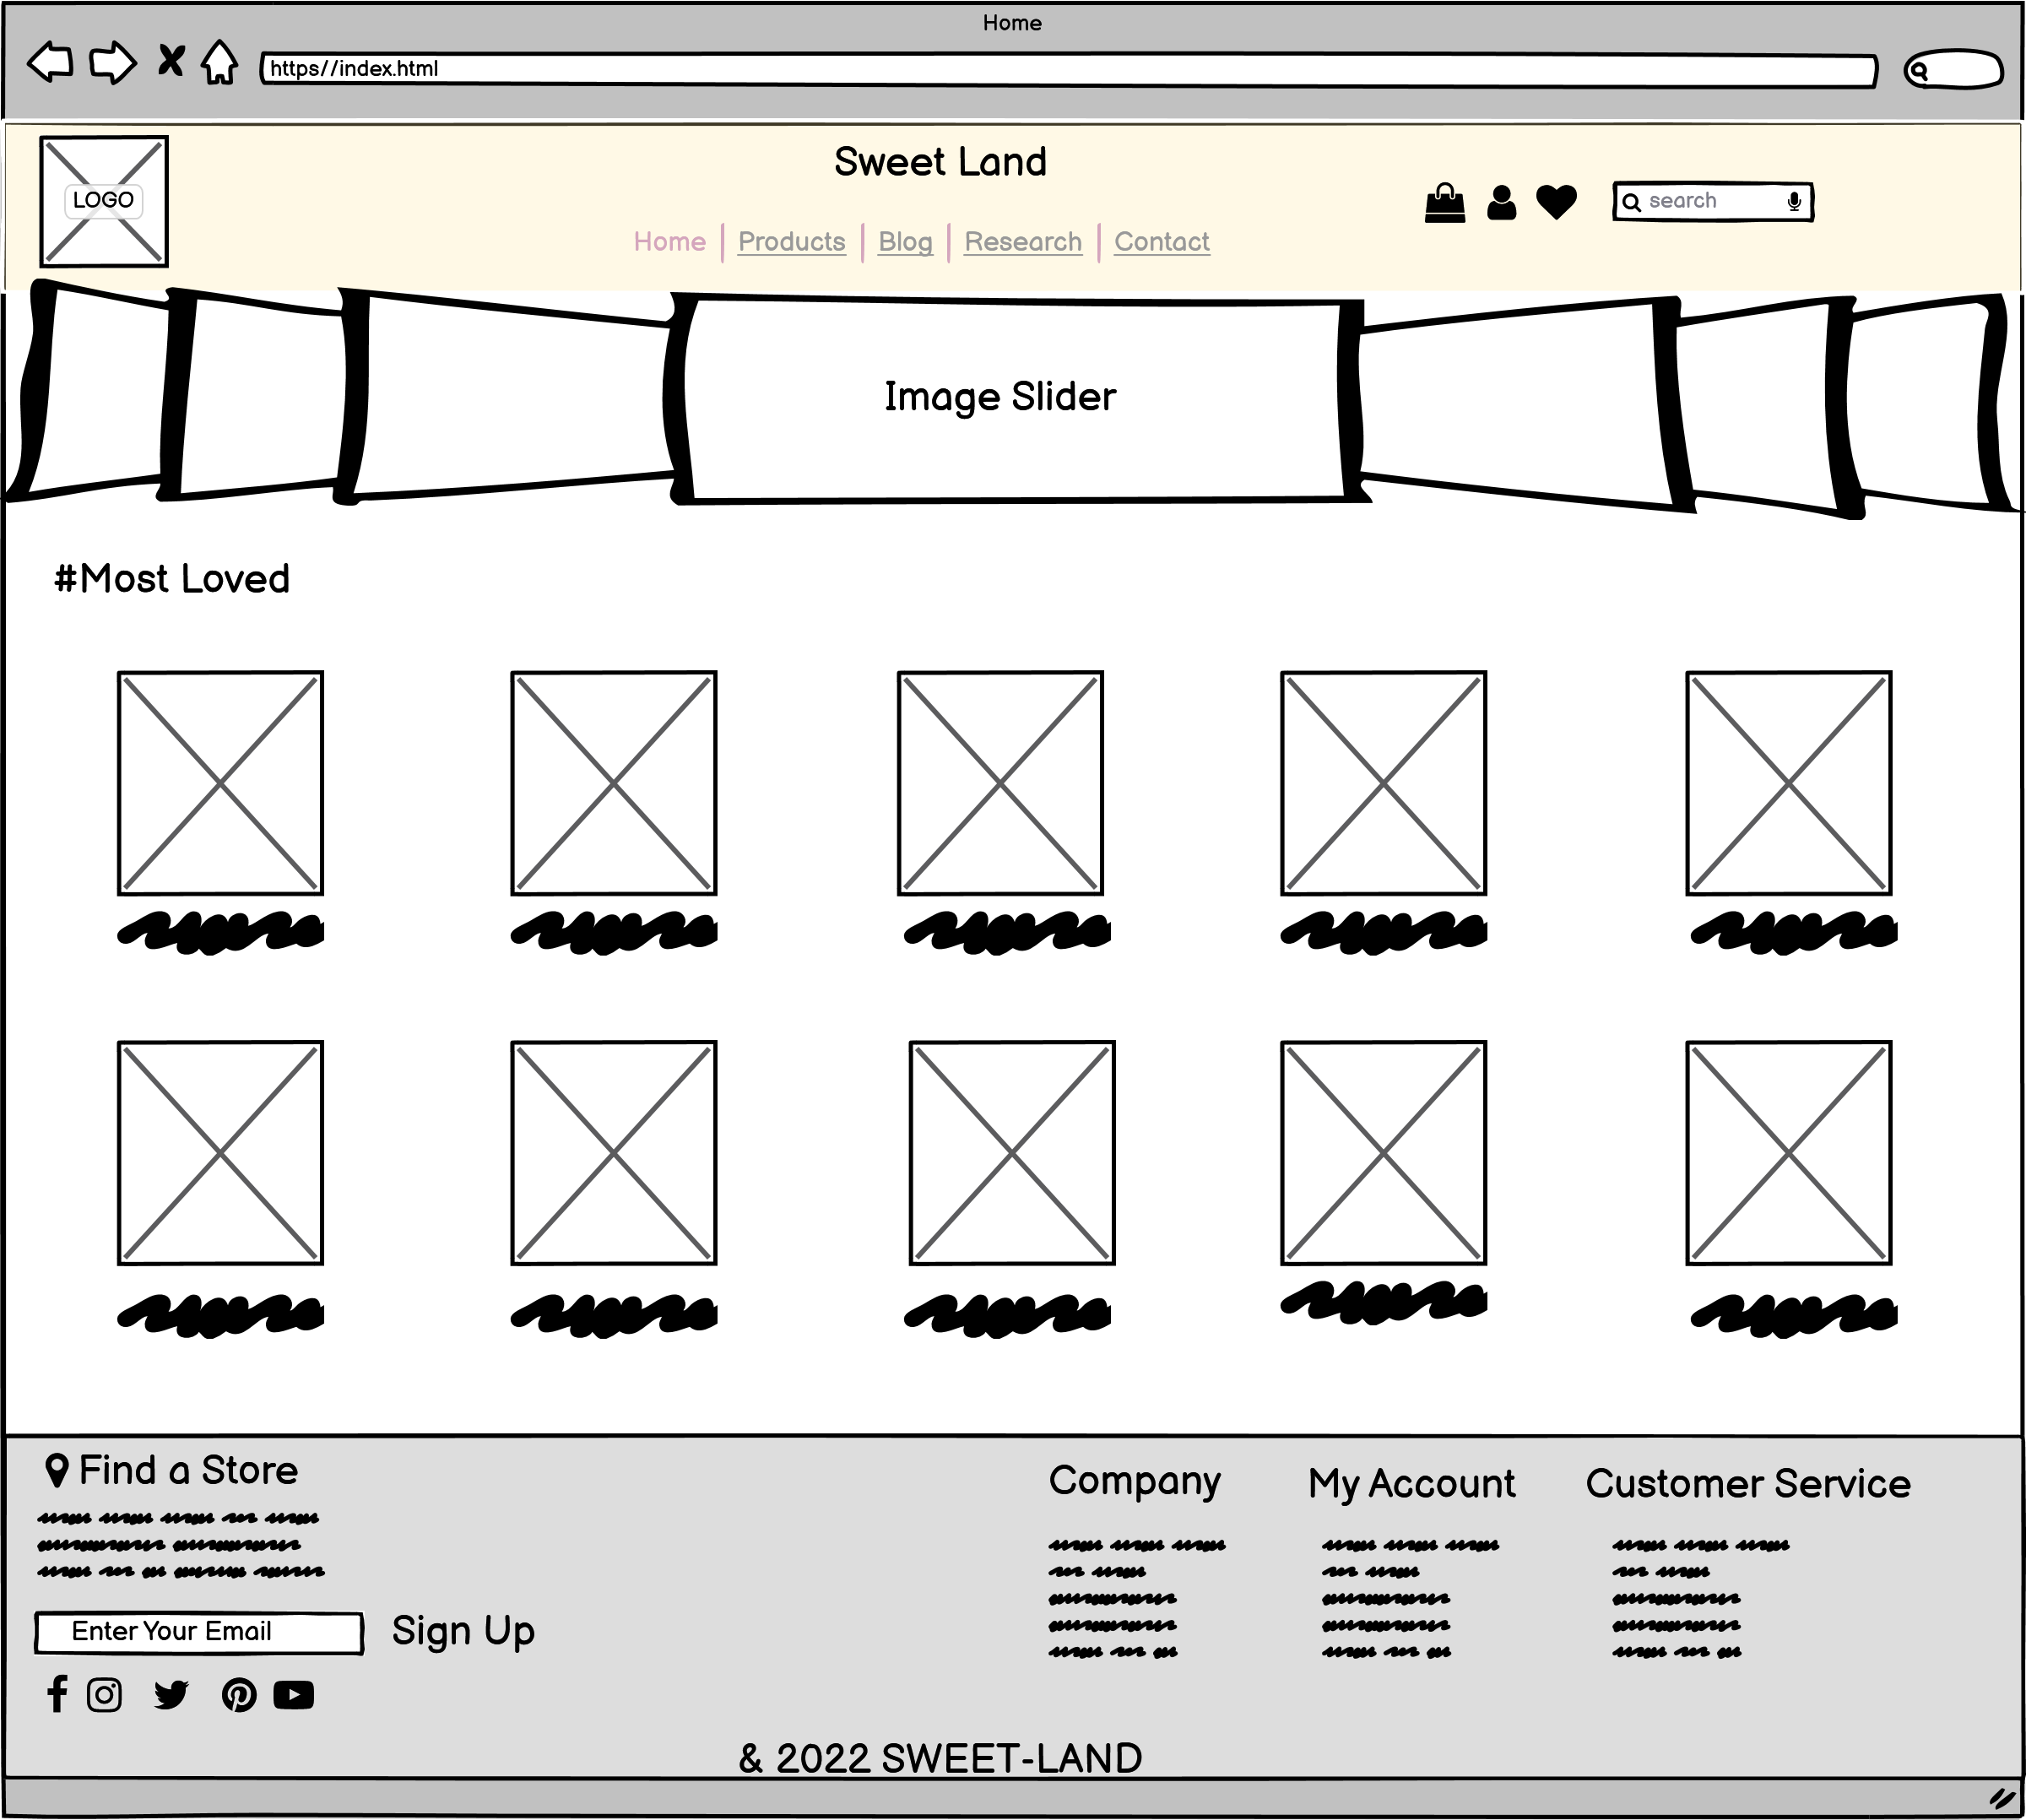 Home
https//index.html
LOGO
Sweet Land
search
Home Products Blog Research Contact
Image Slider
#Most Loved
Find a Store
Company
My Account
Customer Service
Enter Your Email
Sign Up
& 2022 SWEET-LAND